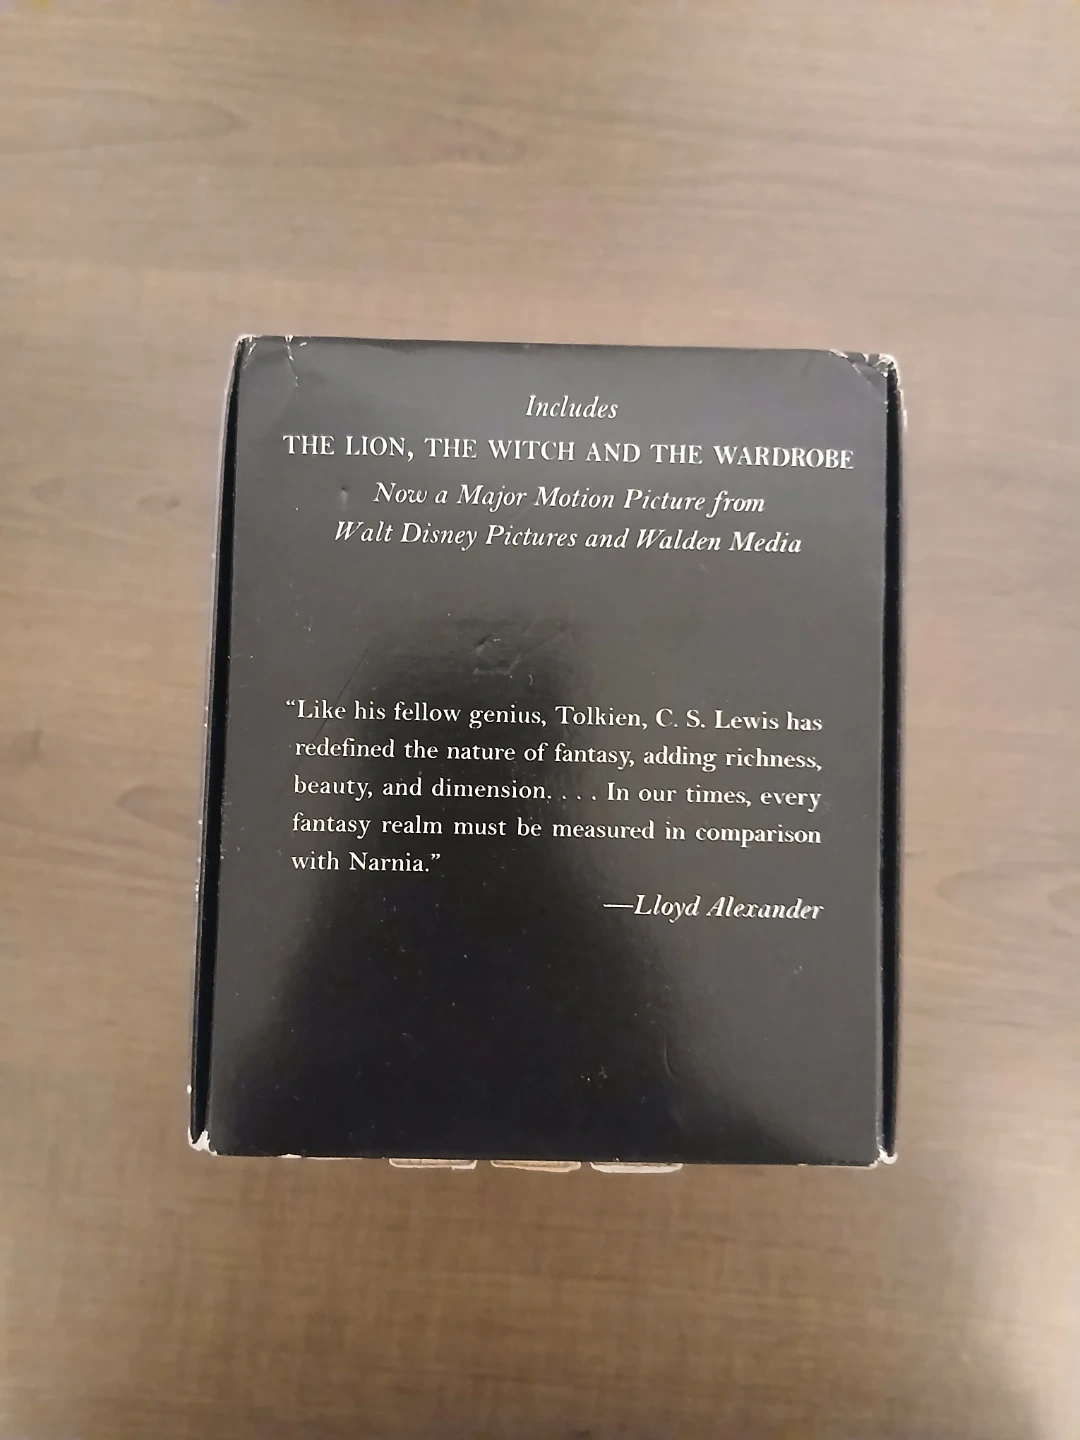 Includes
THE LION, THE WITCH AND THE WARDROBE
Now a Major Motion Picture from
Walt Disney Pictures and Walden Media
“Like his fellow genius, Tolkien, C. S. Lewis has
redefined the nature of fantasy, adding richness,
beauty, and dimension. . . . In our times, every
fantasy realm must be measured in comparison
with Narnia.”
—Lloyd Alexander